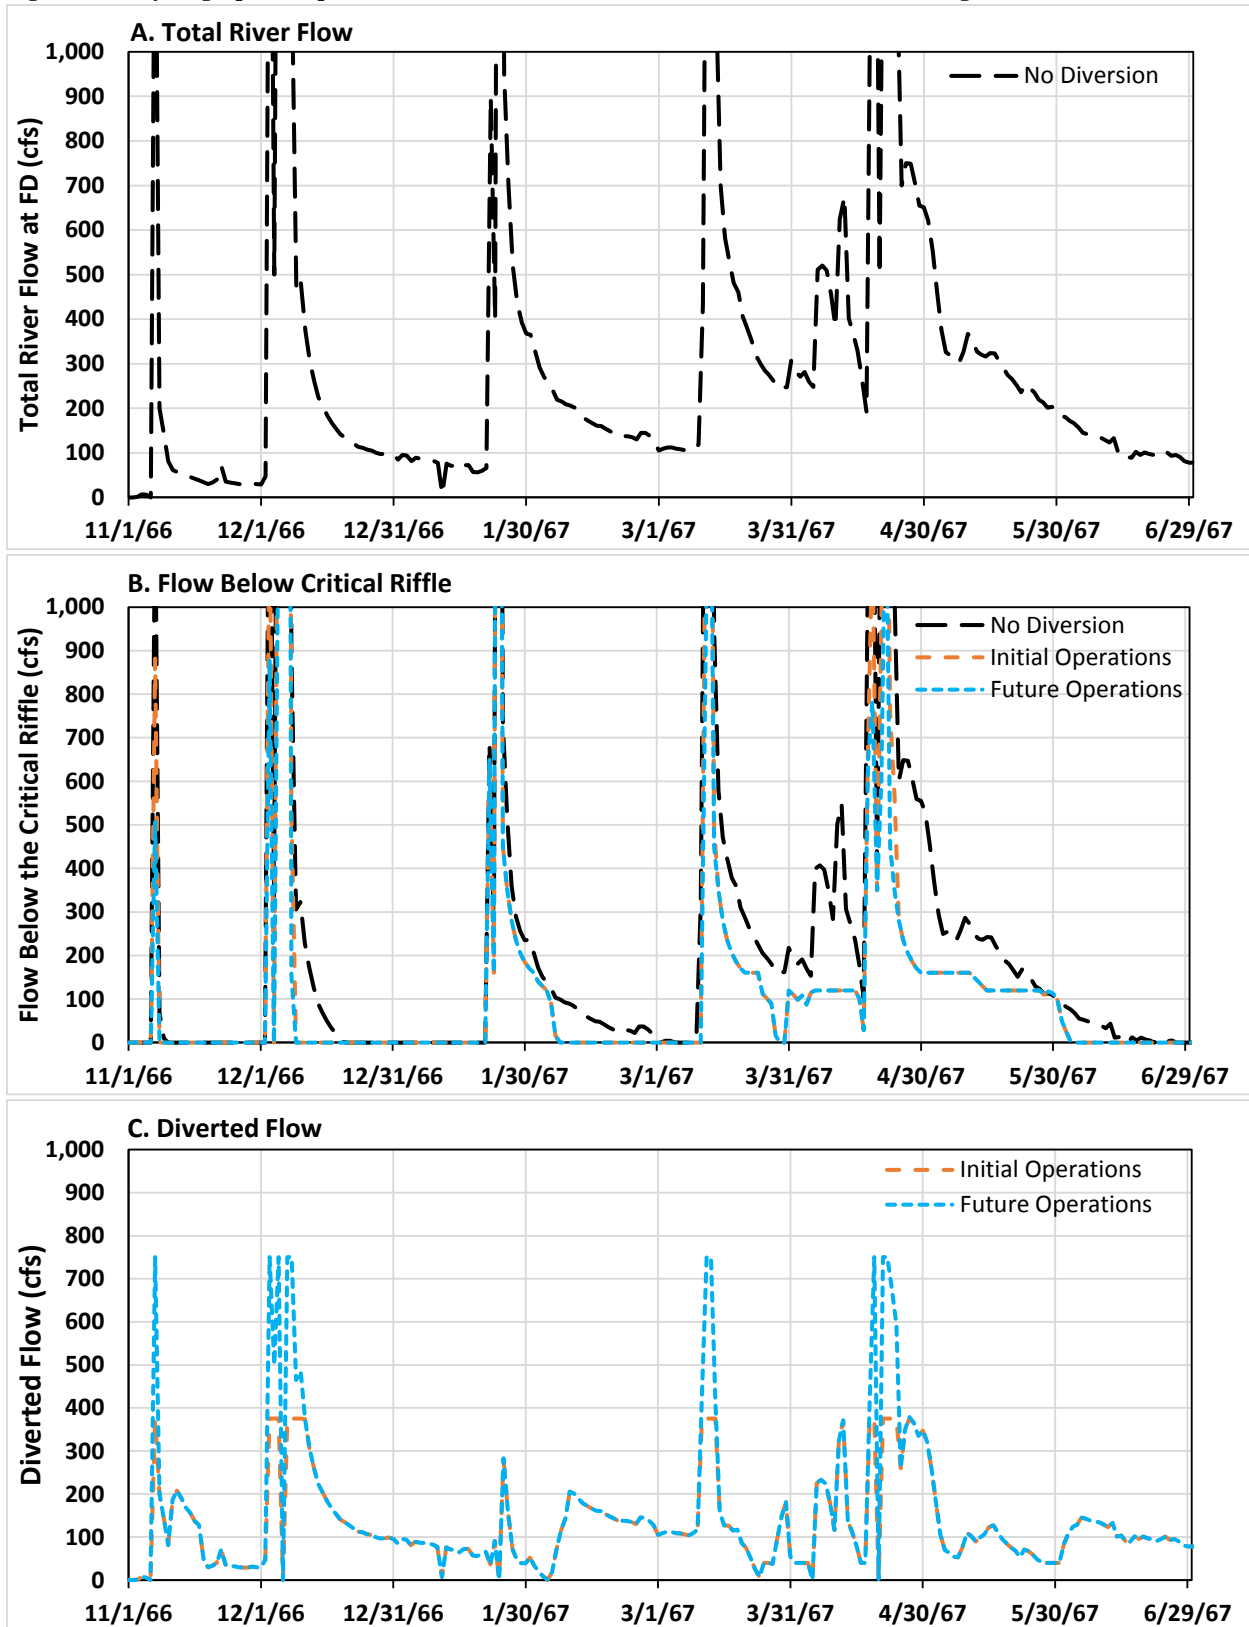 A. Total River Flow
1,000
900
800
700
600
500
400
300
200
100
0
Total River Flow at FD (cfs)
No Diversion
11/1/66 12/1/66 12/31/66 1/30/67 3/1/67 3/31/67 4/30/67 5/30/67 6/29/67
B. Flow Below Critical Riffle
1,000
900
800
700
600
500
400
300
200
100
0
Flow Below the Critical Riffle (cfs)
No Diversion
Initial Operations
Future Operations
11/1/66 12/1/66 12/31/66 1/30/67 3/1/67 3/31/67 4/30/67 5/30/67 6/29/67
C. Diverted Flow
1,000
900
800
700
600
500
400
300
200
100
0
Diverted Flow (cfs)
Initial Operations
Future Operations
11/1/66 12/1/66 12/31/66 1/30/67 3/1/67 3/31/67 4/30/67 5/30/67 6/29/67